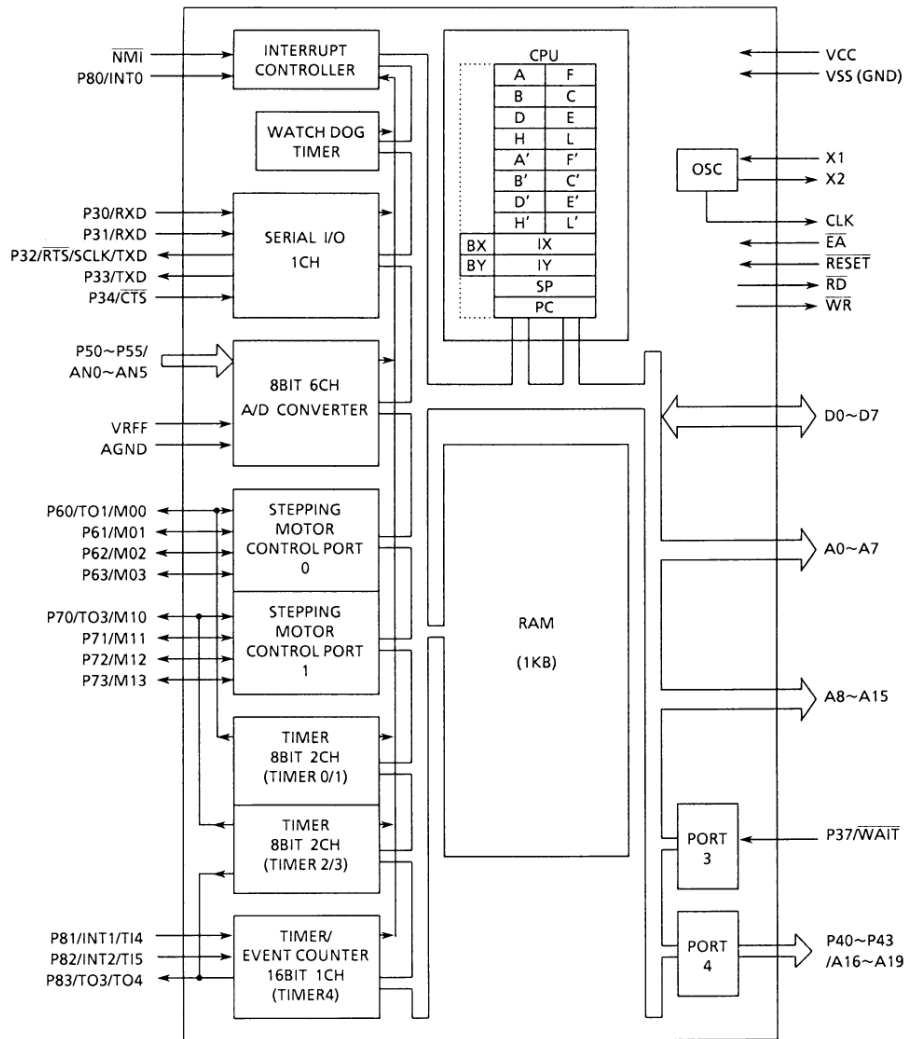 NMI
P80/INT0
INTERRUPT
CONTROLLER
WATCH DOG
TIMER
P30/RXD
P31/RXD
P32/RTS/SCLK/TXD
P33/TXD
P34/CTS
SERIAL I/O
1CH
P50~P55/
AN0~AN5
VRFF
AGND
8BIT 6CH
A/D CONVERTER
P60/TO1/M00
P61/M01
P62/M02
P63/M03
STEPPING
MOTOR
CONTROL PORT
0
P70/TO3/M10
P71/M11
P72/M12
P73/M13
STEPPING
MOTOR
CONTROL PORT
1
TIMER
8BIT 2CH
(TIMER 0/1)
TIMER
8BIT 2CH
(TIMER 2/3)
P81/INT1/TI4
P82/INT2/TI5
P83/TO3/TO4
TIMER/
EVENT COUNTER
16BIT 1CH
(TIMER4)
CPU
A F
B C
D E
H L
A' F'
B' C'
D' E'
H' L'
BX IX
BY IY
SP
PC
RAM
(1KB)
VCC
VSS (GND)
OSC
X1
X2
CLK
EA
RESET
RD
WR
D0~D7
A0~A7
A8~A15
PORT
3
P37/WAIT
PORT
4
P40~P43
/A16~A19